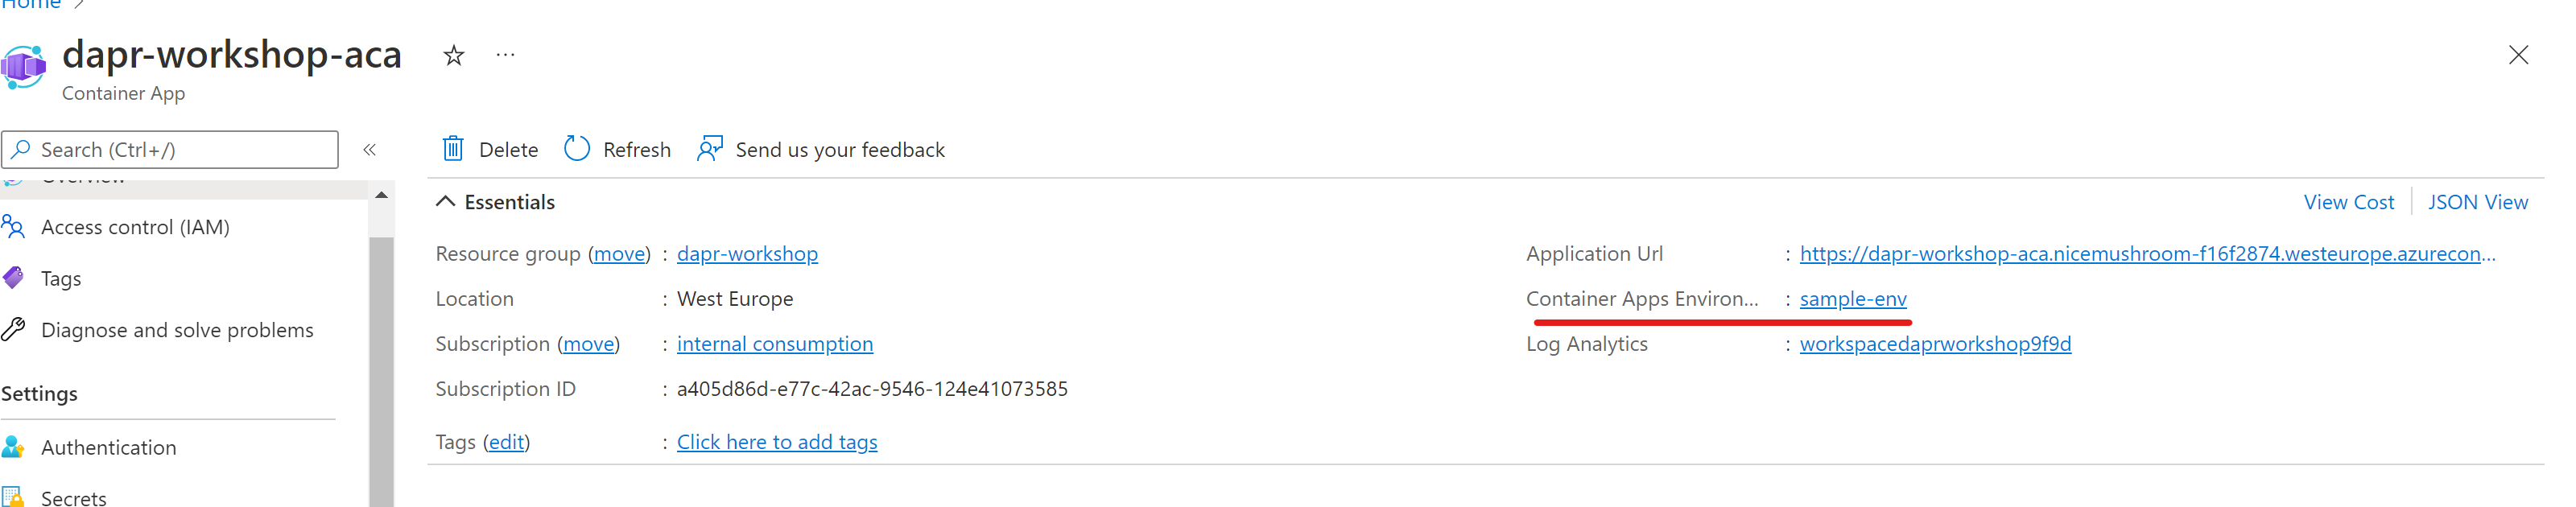 Home
dapr-workshop-aca
Container App
Search (Ctrl+/)
Overview
Access control (IAM)
Tags
Diagnose and solve problems
Settings
Authentication
Secrets
Delete Refresh Send us your feedback
Essentials
View Cost JSON View
Resource group (move) : dapr-workshop
Location : West Europe
Subscription (move) : internal consumption
Subscription ID : a405d86d-e77c-42ac-9546-124e41073585
Tags (edit) : Click here to add tags
Application Url : https://dapr-workshop-aca.nicemushroom-f16f2874.westeurope.azurecon...
Container Apps Environ... : sample-env
Log Analytics : workspacedaprworkshop9f9d